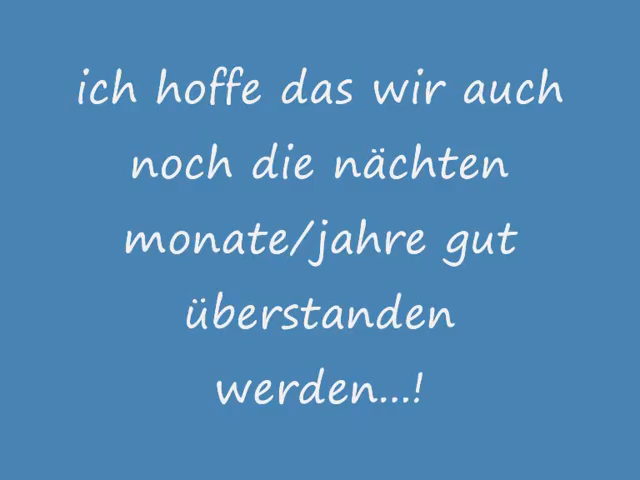 ich hoffe das wir auch
noch die nächten
monate/jahre gut
überstanden
werden...!